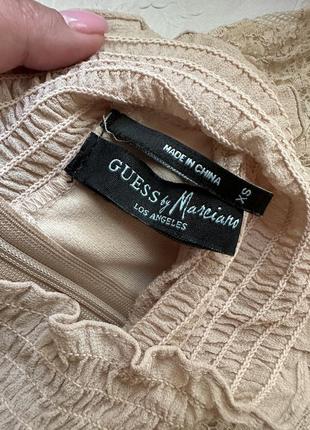 MADE IN CHINA
XS
GUESS by Marciano
LOS ANGELES